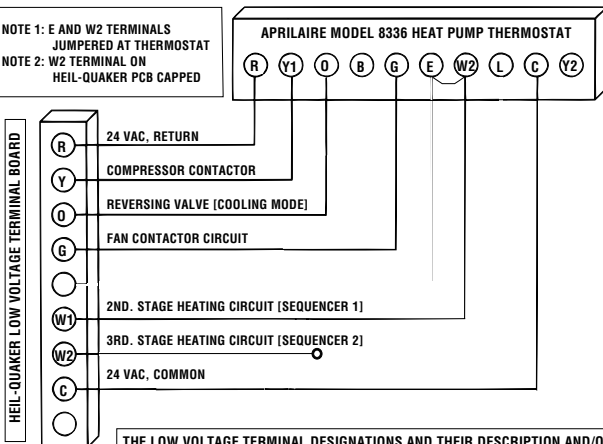 NOTE 1: E AND W2 TERMINALS
JUMPERED AT THERMOSTAT
NOTE 2: W2 TERMINAL ON
HEIL-QUAKER PCB CAPPED
APRILAIRE MODEL 8336 HEAT PUMP THERMOSTAT
R Y1 O B G E W2 L C Y2
HEIL-QUAKER LOW VOLTAGE TERMINAL BOARD
R 24 VAC, RETURN
Y COMPRESSOR CONTACTOR
O REVERSING VALVE [COOLING MODE]
G FAN CONTACTOR CIRCUIT
W1 2ND. STAGE HEATING CIRCUIT [SEQUENCER 1]
W2 3RD. STAGE HEATING CIRCUIT [SEQUENCER 2]
C 24 VAC, COMMON
THE LOW VOLTAGE TERMINAL DESIGNATIONS AND THEIR DESCRIPTION AND/O